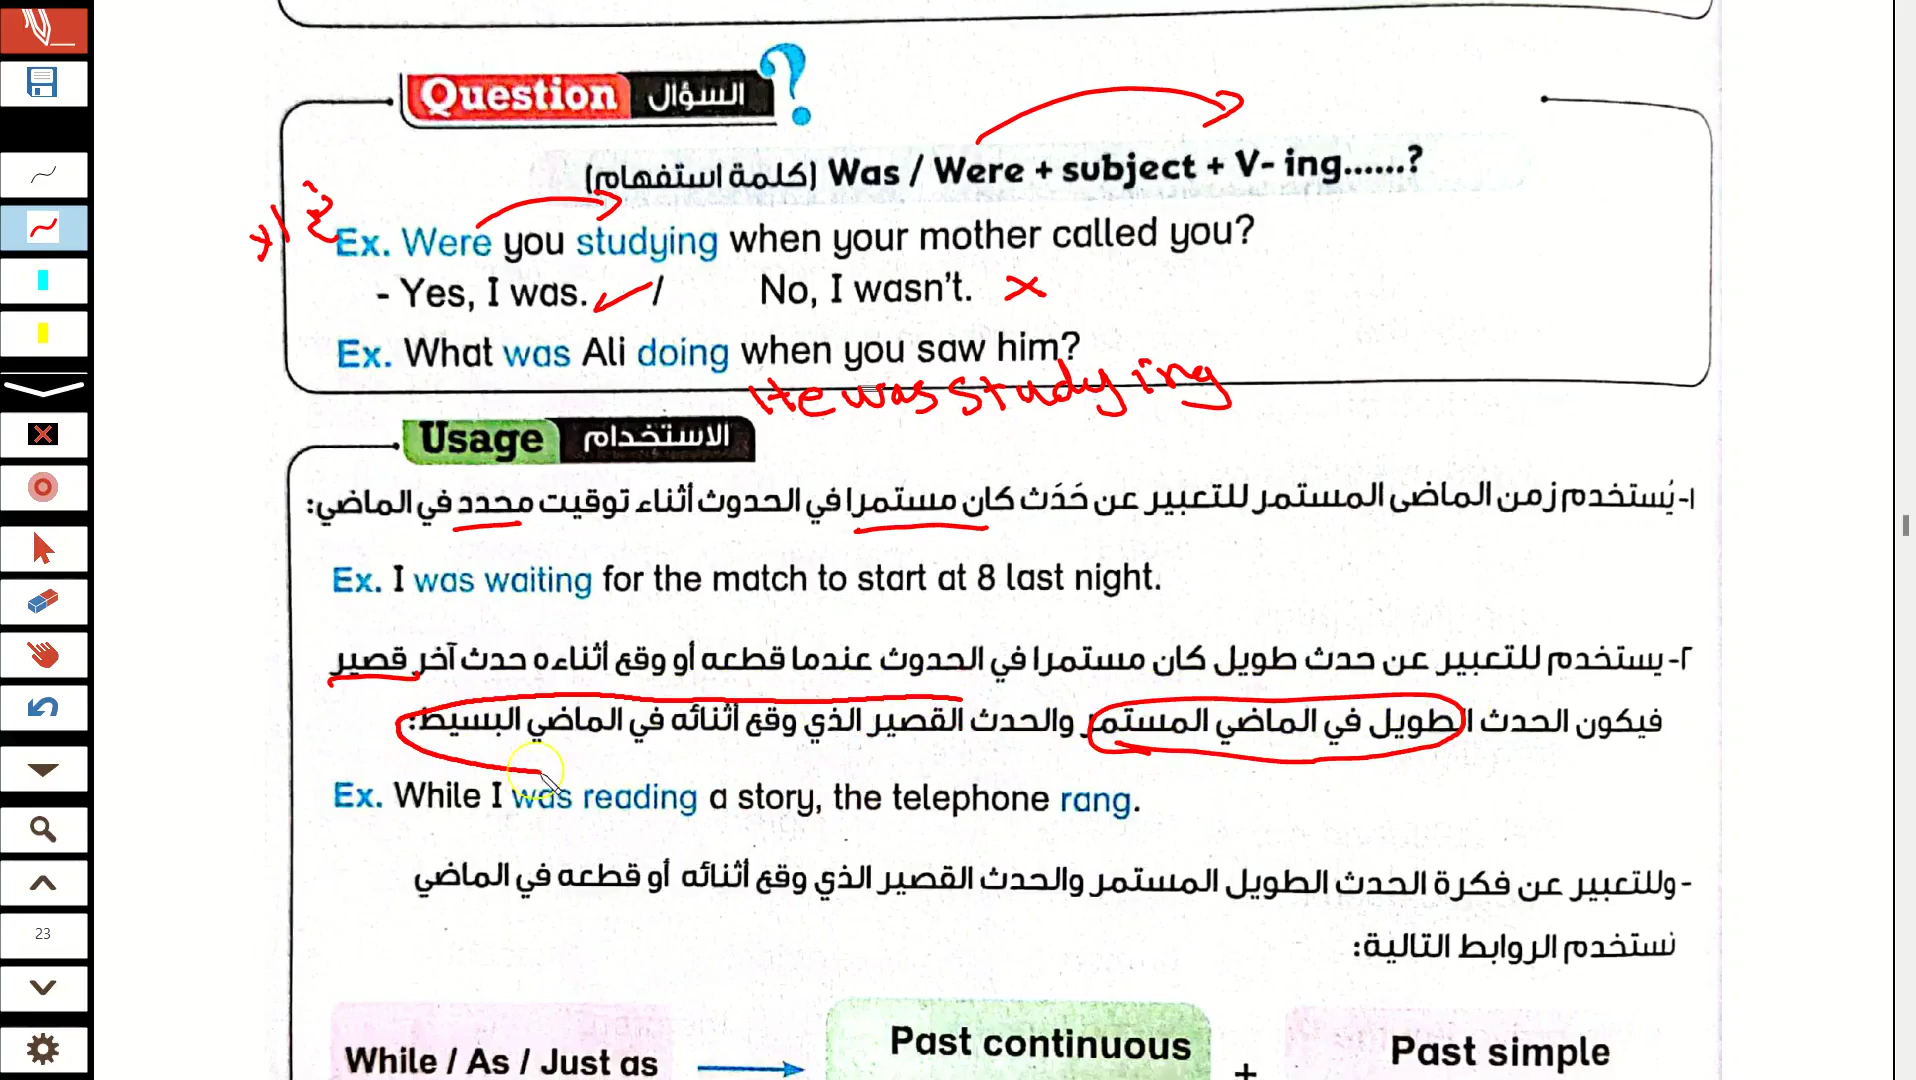 Question السؤال ?
(كلمة استفهام) Was / Were + subject + V- ing......?
Ex. Were you studying when your mother called you?
- Yes, I was. / No, I wasn't.
Ex. What was Ali doing when you saw him?
He was studying
Usage الاستخدام
١- يُستخدم زمن الماضى المستمر للتعبير عن حَدَث كان مستمرا في الحدوث أثناء توقيت محدد في الماضي:
Ex. I was waiting for the match to start at 8 last night.
٢- يستخدم للتعبير عن حدث طويل كان مستمرا في الحدوث عندما قطعه أو وقع أثناءه حدث آخر قصير
فيكون الحدث الطويل في الماضي المستمر والحدث القصير الذي وقع أثنائه في الماضي البسيط:
Ex. While I was reading a story, the telephone rang.
- وللتعبير عن فكرة الحدث الطويل المستمر والحدث القصير الذي وقع أثنائه أو قطعه في الماضي
نستخدم الروابط التالية:
While / As / Just as Past continuous + Past simple
23